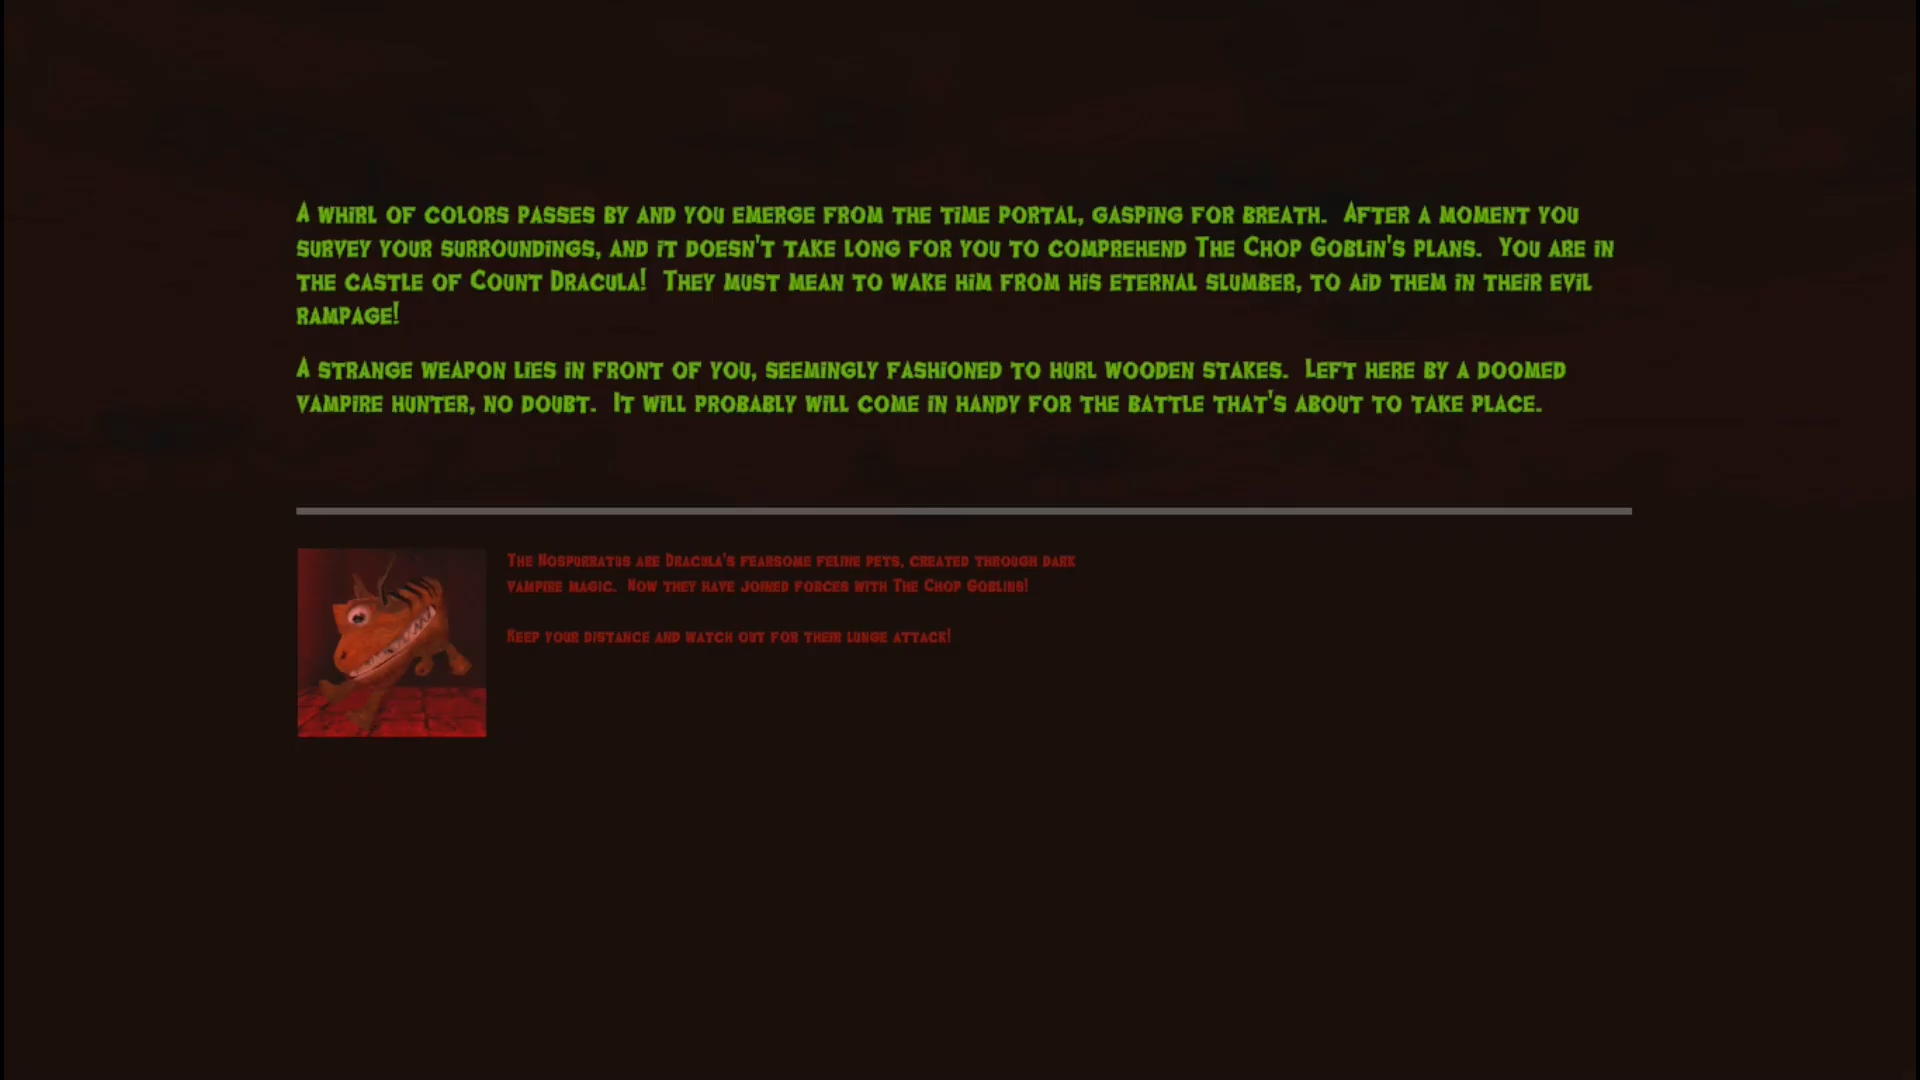 A whirl of colors passes by and you emerge from the time portal, gasping for breath.  After a moment you
survey your surroundings, and it doesn't take long for you to comprehend The Chop Goblin's plans.  You are in
the castle of Count Dracula!  They must mean to wake him from his eternal slumber, to aid them in their evil
rampage!
A strange weapon lies in front of you, seemingly fashioned to hurl wooden stakes.  Left here by a doomed
vampire hunter, no doubt.  It will probably will come in handy for the battle that's about to take place.
The Nospurratus are Dracula's fearsome feline pets, created through dark
vampire magic.  Now they have joined forces with The Chop Goblins!
Keep your distance and watch out for their lunge attack!